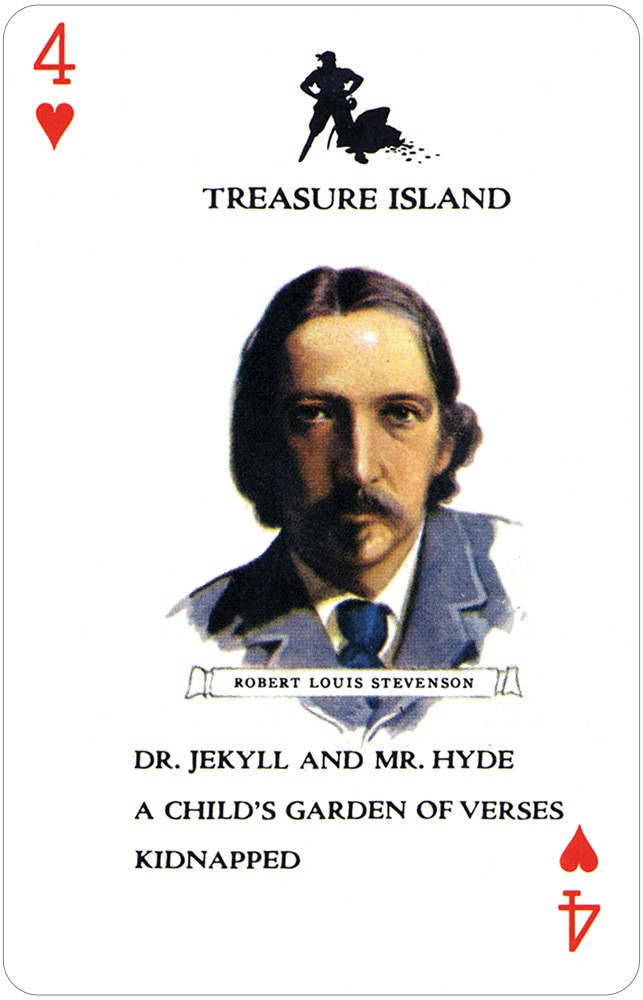 4
TREASURE ISLAND
ROBERT LOUIS STEVENSON
DR. JEKYLL AND MR. HYDE
A CHILD'S GARDEN OF VERSES
KIDNAPPED
4